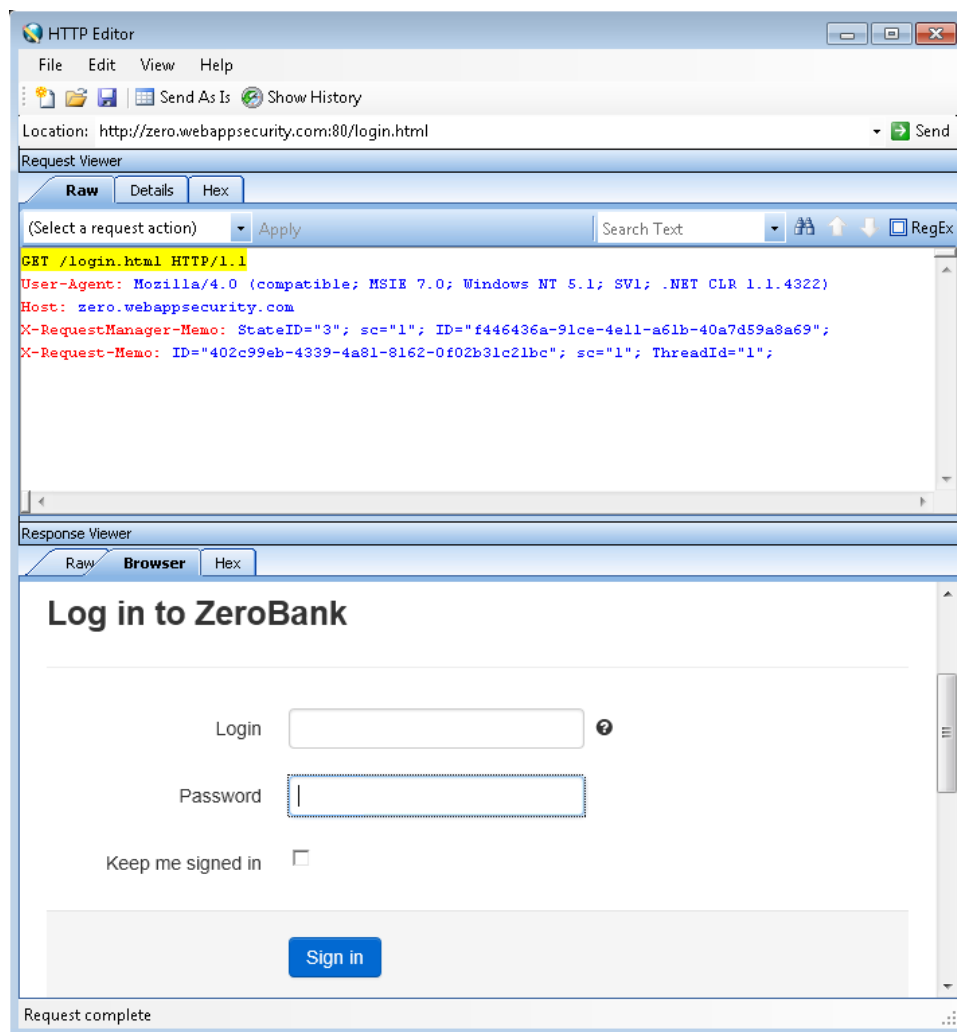 HTTP Editor
File Edit View Help
Send As Is Show History
Location: http://zero.webappsecurity.com:80/login.html Send
Request Viewer
Raw Details Hex
(Select a request action) Apply Search Text RegEx
GET /login.html HTTP/1.1
User-Agent: Mozilla/4.0 (compatible; MSIE 7.0; Windows NT 5.1; SV1; .NET CLR 1.1.4322)
Host: zero.webappsecurity.com
X-RequestManager-Memo: StateID="3"; sc="1"; ID="f446436a-91ce-4e11-a61b-40a7d59a8a69";
X-Request-Memo: ID="402c99eb-4339-4a81-8162-0f02b31c21bc"; sc="1"; ThreadId="1";
Response Viewer
Raw Browser Hex
Log in to ZeroBank
Login
Password
Keep me signed in
Sign in
Request complete